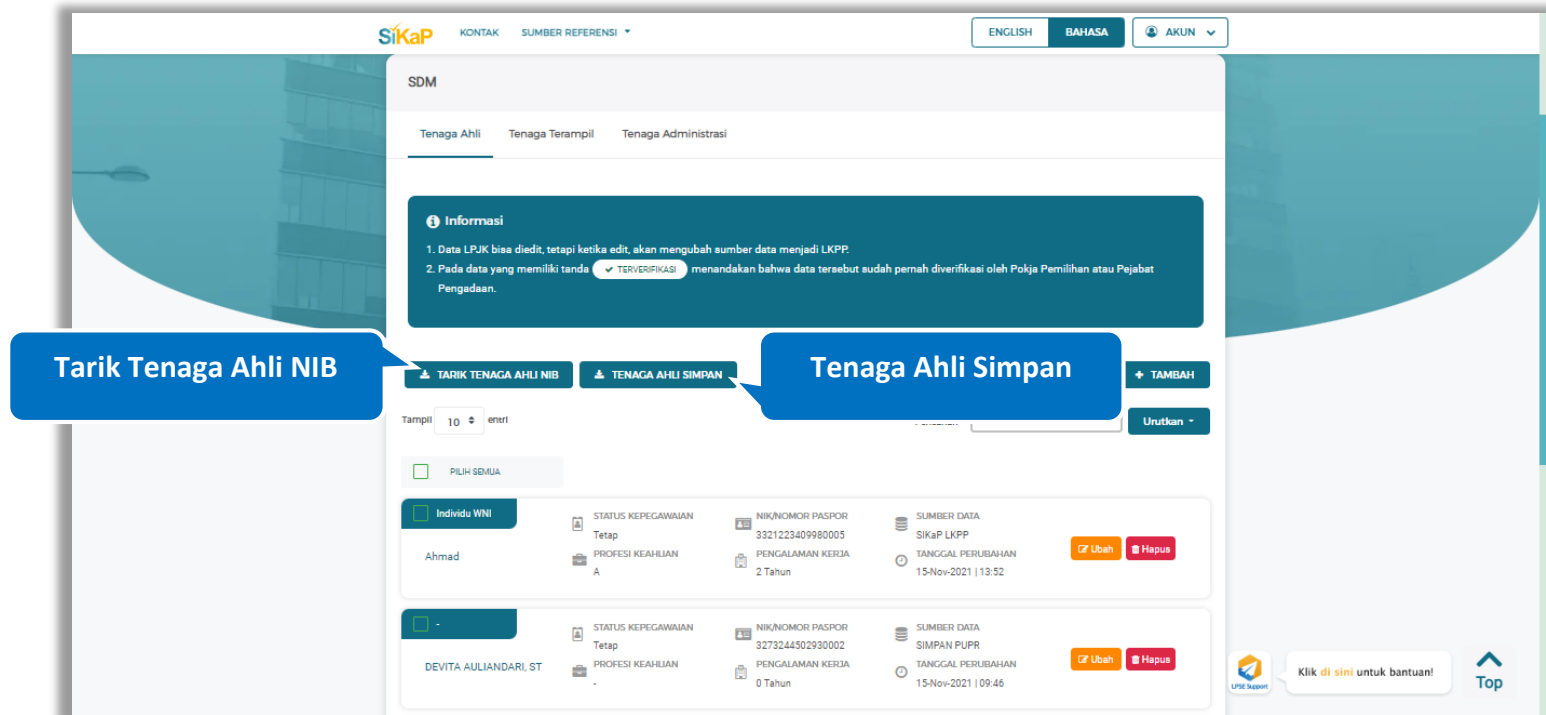 SiKaP KONTAK SUMBER REFERENSI ENGLISH BAHASA AKUN
SDM
Tenaga Ahli Tenaga Terampil Tenaga Administrasi
Informasi
1. Data LPJK bisa diedit, tetapi ketika edit, akan mengubah sumber data menjadi LKPP.
2. Pada data yang memiliki tanda TERVERIFIKASI menandakan bahwa data tersebut sudah pernah diverifikasi oleh Pokja Pemilihan atau Pejabat
Pengadaan.
Tarik Tenaga Ahli NIB
Tenaga Ahli Simpan
TARIK TENAGA AHLI NIB TENAGA AHLI SIMPAN + TAMBAH
Tampil 10 entri Urutkan
PILIH SEMUA
Individu WNI
Ahmad
STATUS KEPEGAWAIAN
Tetap
PROFESI KEAHLIAN
A
NIK/NOMOR PASPOR
3321223409980005
PENGALAMAN KERJA
2 Tahun
SUMBER DATA
SIKaP LKPP
TANGGAL PERUBAHAN
15-Nov-2021 | 13:52
Ubah Hapus
-
DEVITA AULIANDARI, ST
STATUS KEPEGAWAIAN
Tetap
PROFESI KEAHLIAN
-
NIK/NOMOR PASPOR
3273244502930002
PENGALAMAN KERJA
0 Tahun
SUMBER DATA
SIMPAN PUPR
TANGGAL PERUBAHAN
15-Nov-2021 | 09:46
Ubah Hapus
LPSE Support
Klik di sini untuk bantuan!
Top